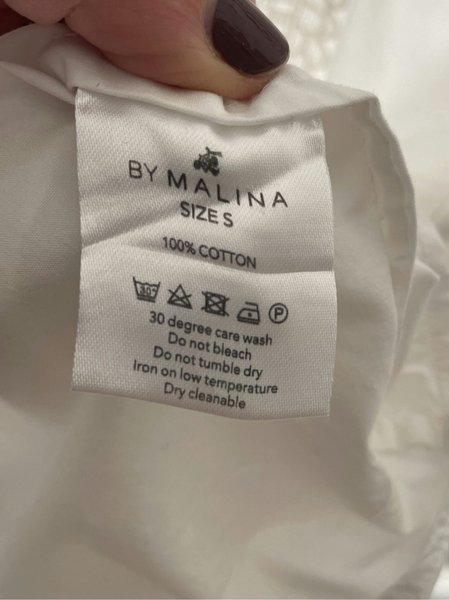 BY MALINA
SIZE S
100% COTTON
30°
P
30 degree care wash
Do not bleach
Do not tumble dry
Iron on low temperature
Dry cleanable